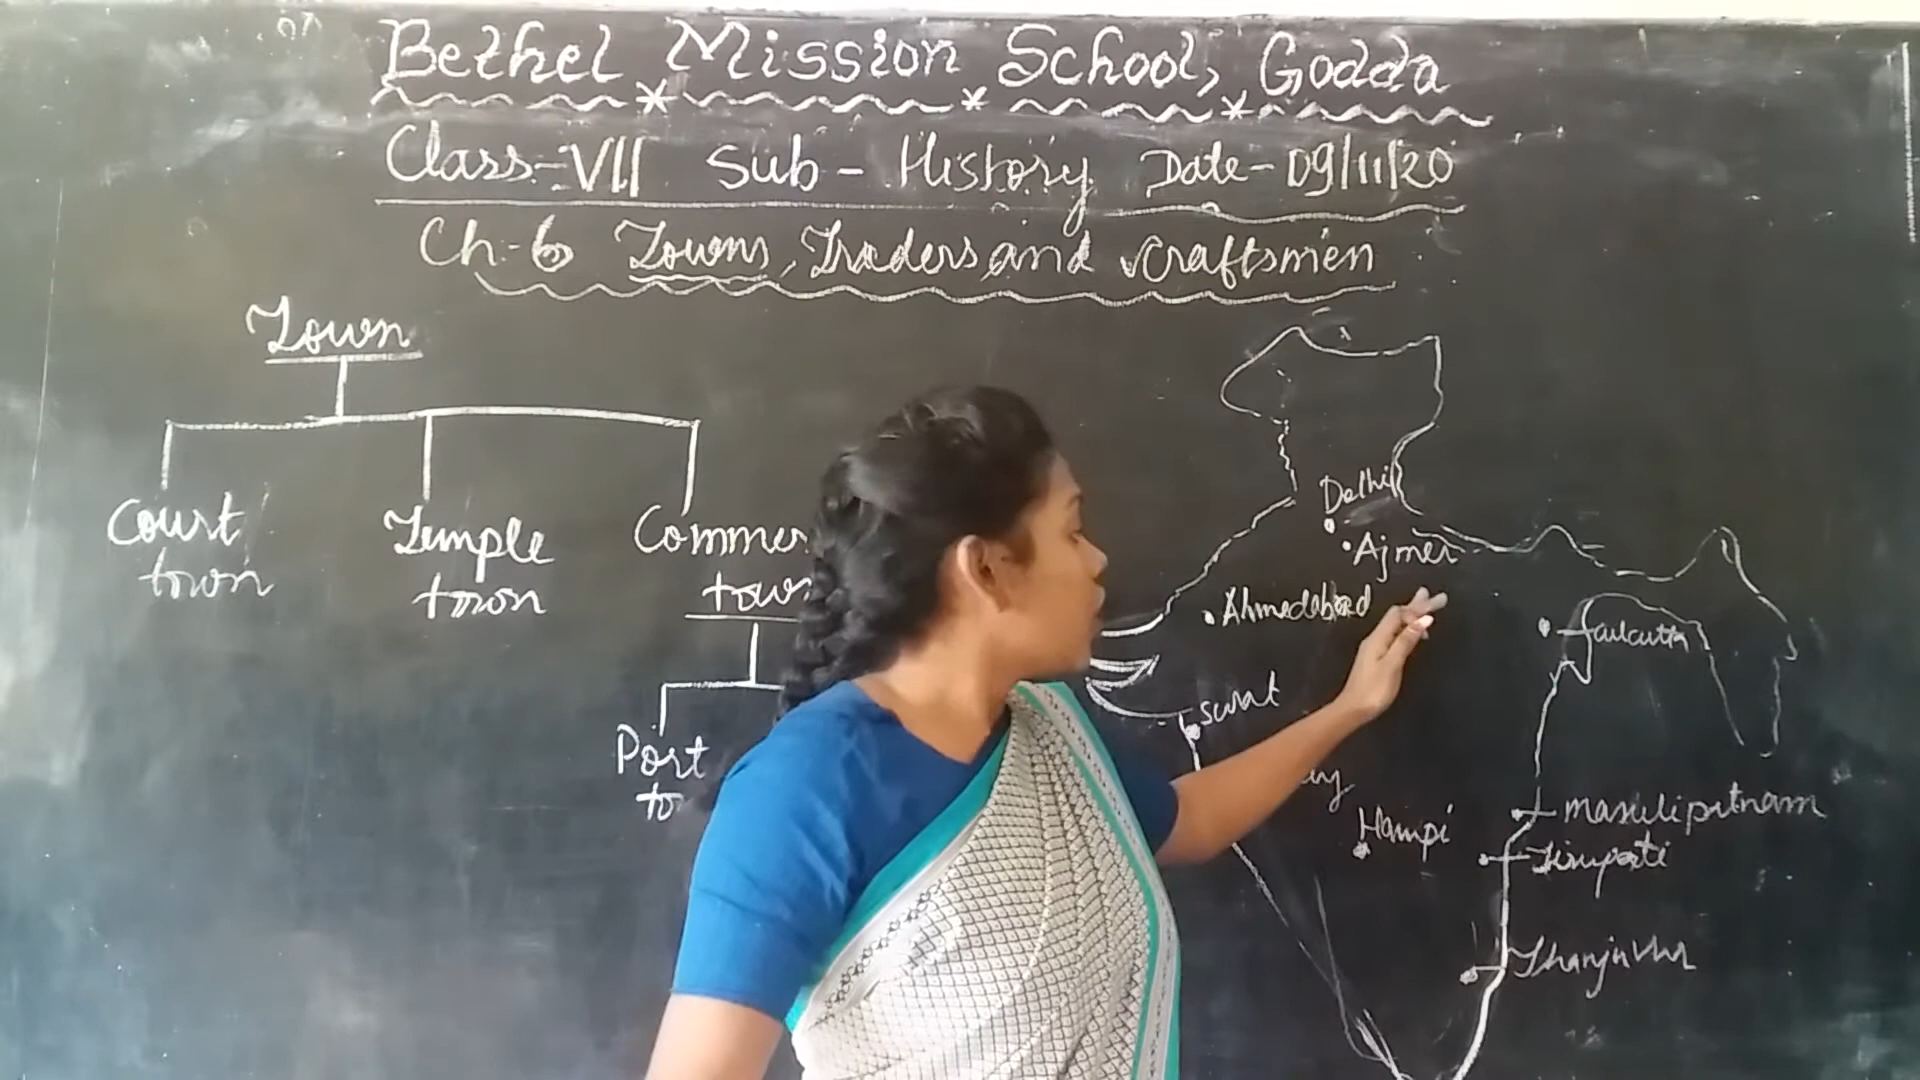 Bethel Mission School, Godda
Class-VII Sub - History Date - 09/11/20
Ch-6 Towns, Traders and Craftsmen
Town
Court town
Temple town
Commer
town
Port
to
Delhi
Ajmer
Ahmedabad
Calcutta
Surat
ay
Hampi
Masulipatnam
Tirupati
Thanjavur